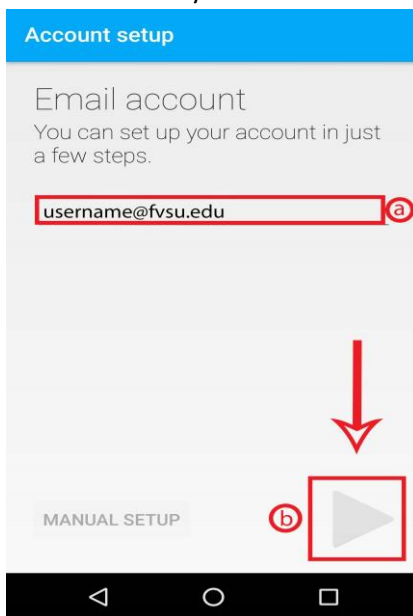 Account setup
Email account
You can set up your account in just
a few steps.
username@fvsu.edu
a
MANUAL SETUP
b